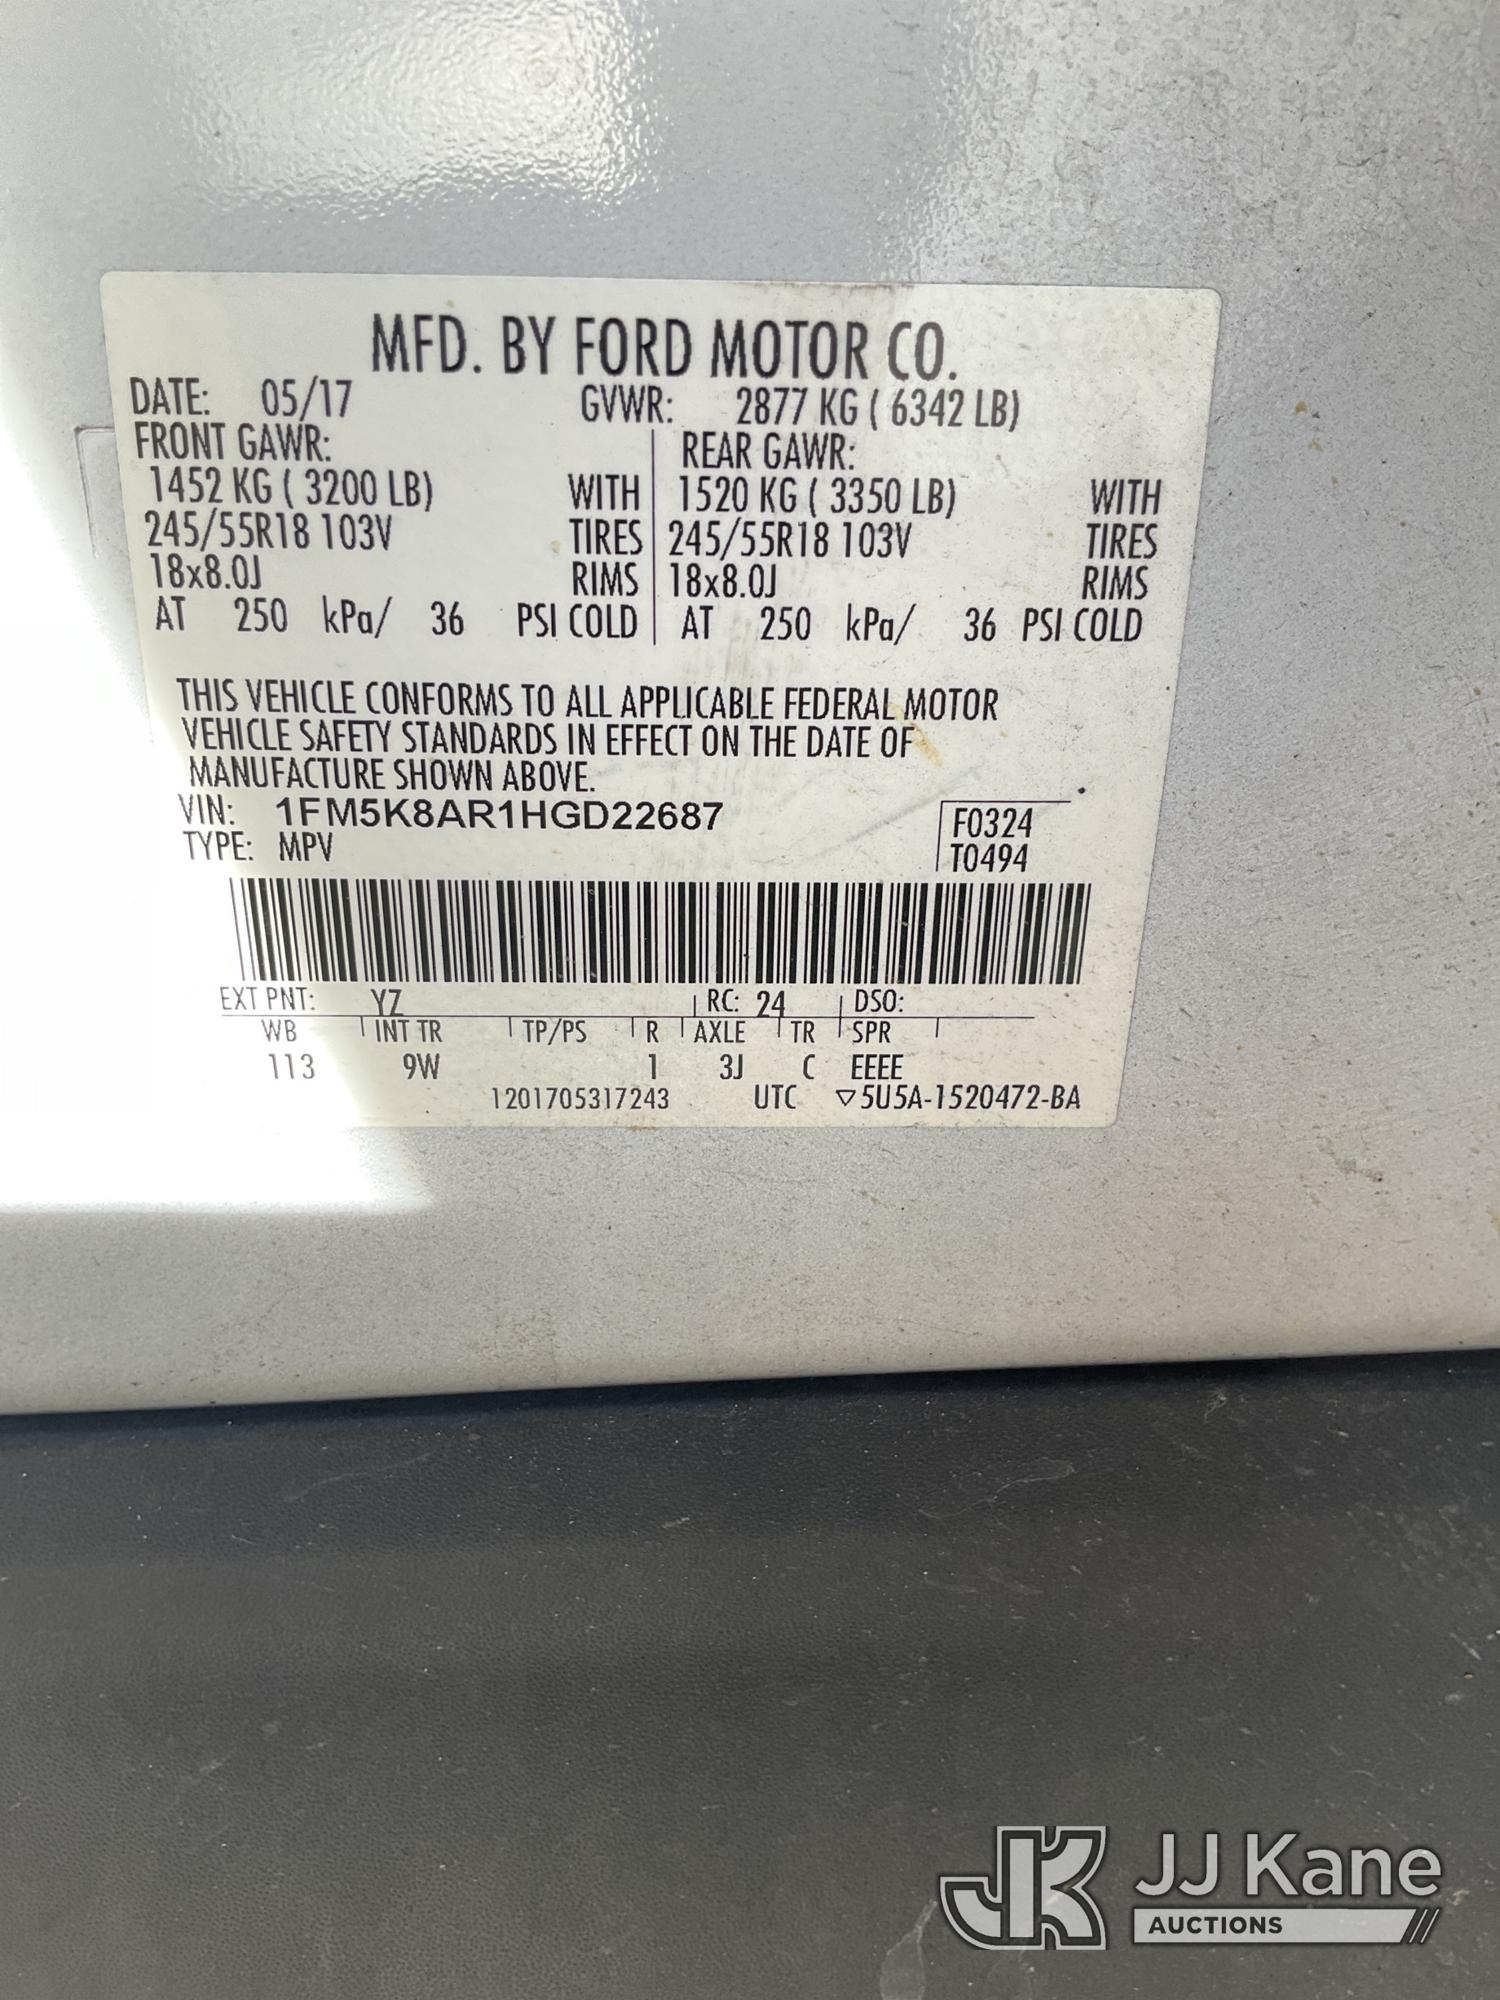 MFD. BY FORD MOTOR CO.
DATE: 05/17 GVWR: 2877 KG ( 6342 LB)
FRONT GAWR: REAR GAWR:
1452 KG ( 3200 LB) WITH 1520 KG ( 3350 LB) WITH
245/55R18 103V TIRES 245/55R18 103V TIRES
18x8.0J RIMS 18x8.0J RIMS
AT 250 kPa/ 36 PSI COLD AT 250 kPa/ 36 PSI COLD
THIS VEHICLE CONFORMS TO ALL APPLICABLE FEDERAL MOTOR
VEHICLE SAFETY STANDARDS IN EFFECT ON THE DATE OF
MANUFACTURE SHOWN ABOVE.
VIN: 1FM5K8AR1HGD22687 F0324
TYPE: MPV T0494
EXT PNT: YZ RC: 24 DSO:
WB INT TR TP/PS R AXLE TR SPR
113 9W 1 3J C EEEE
1201705317243 UTC ▽5U5A-1520472-BA
JK JJ Kane
AUCTIONS